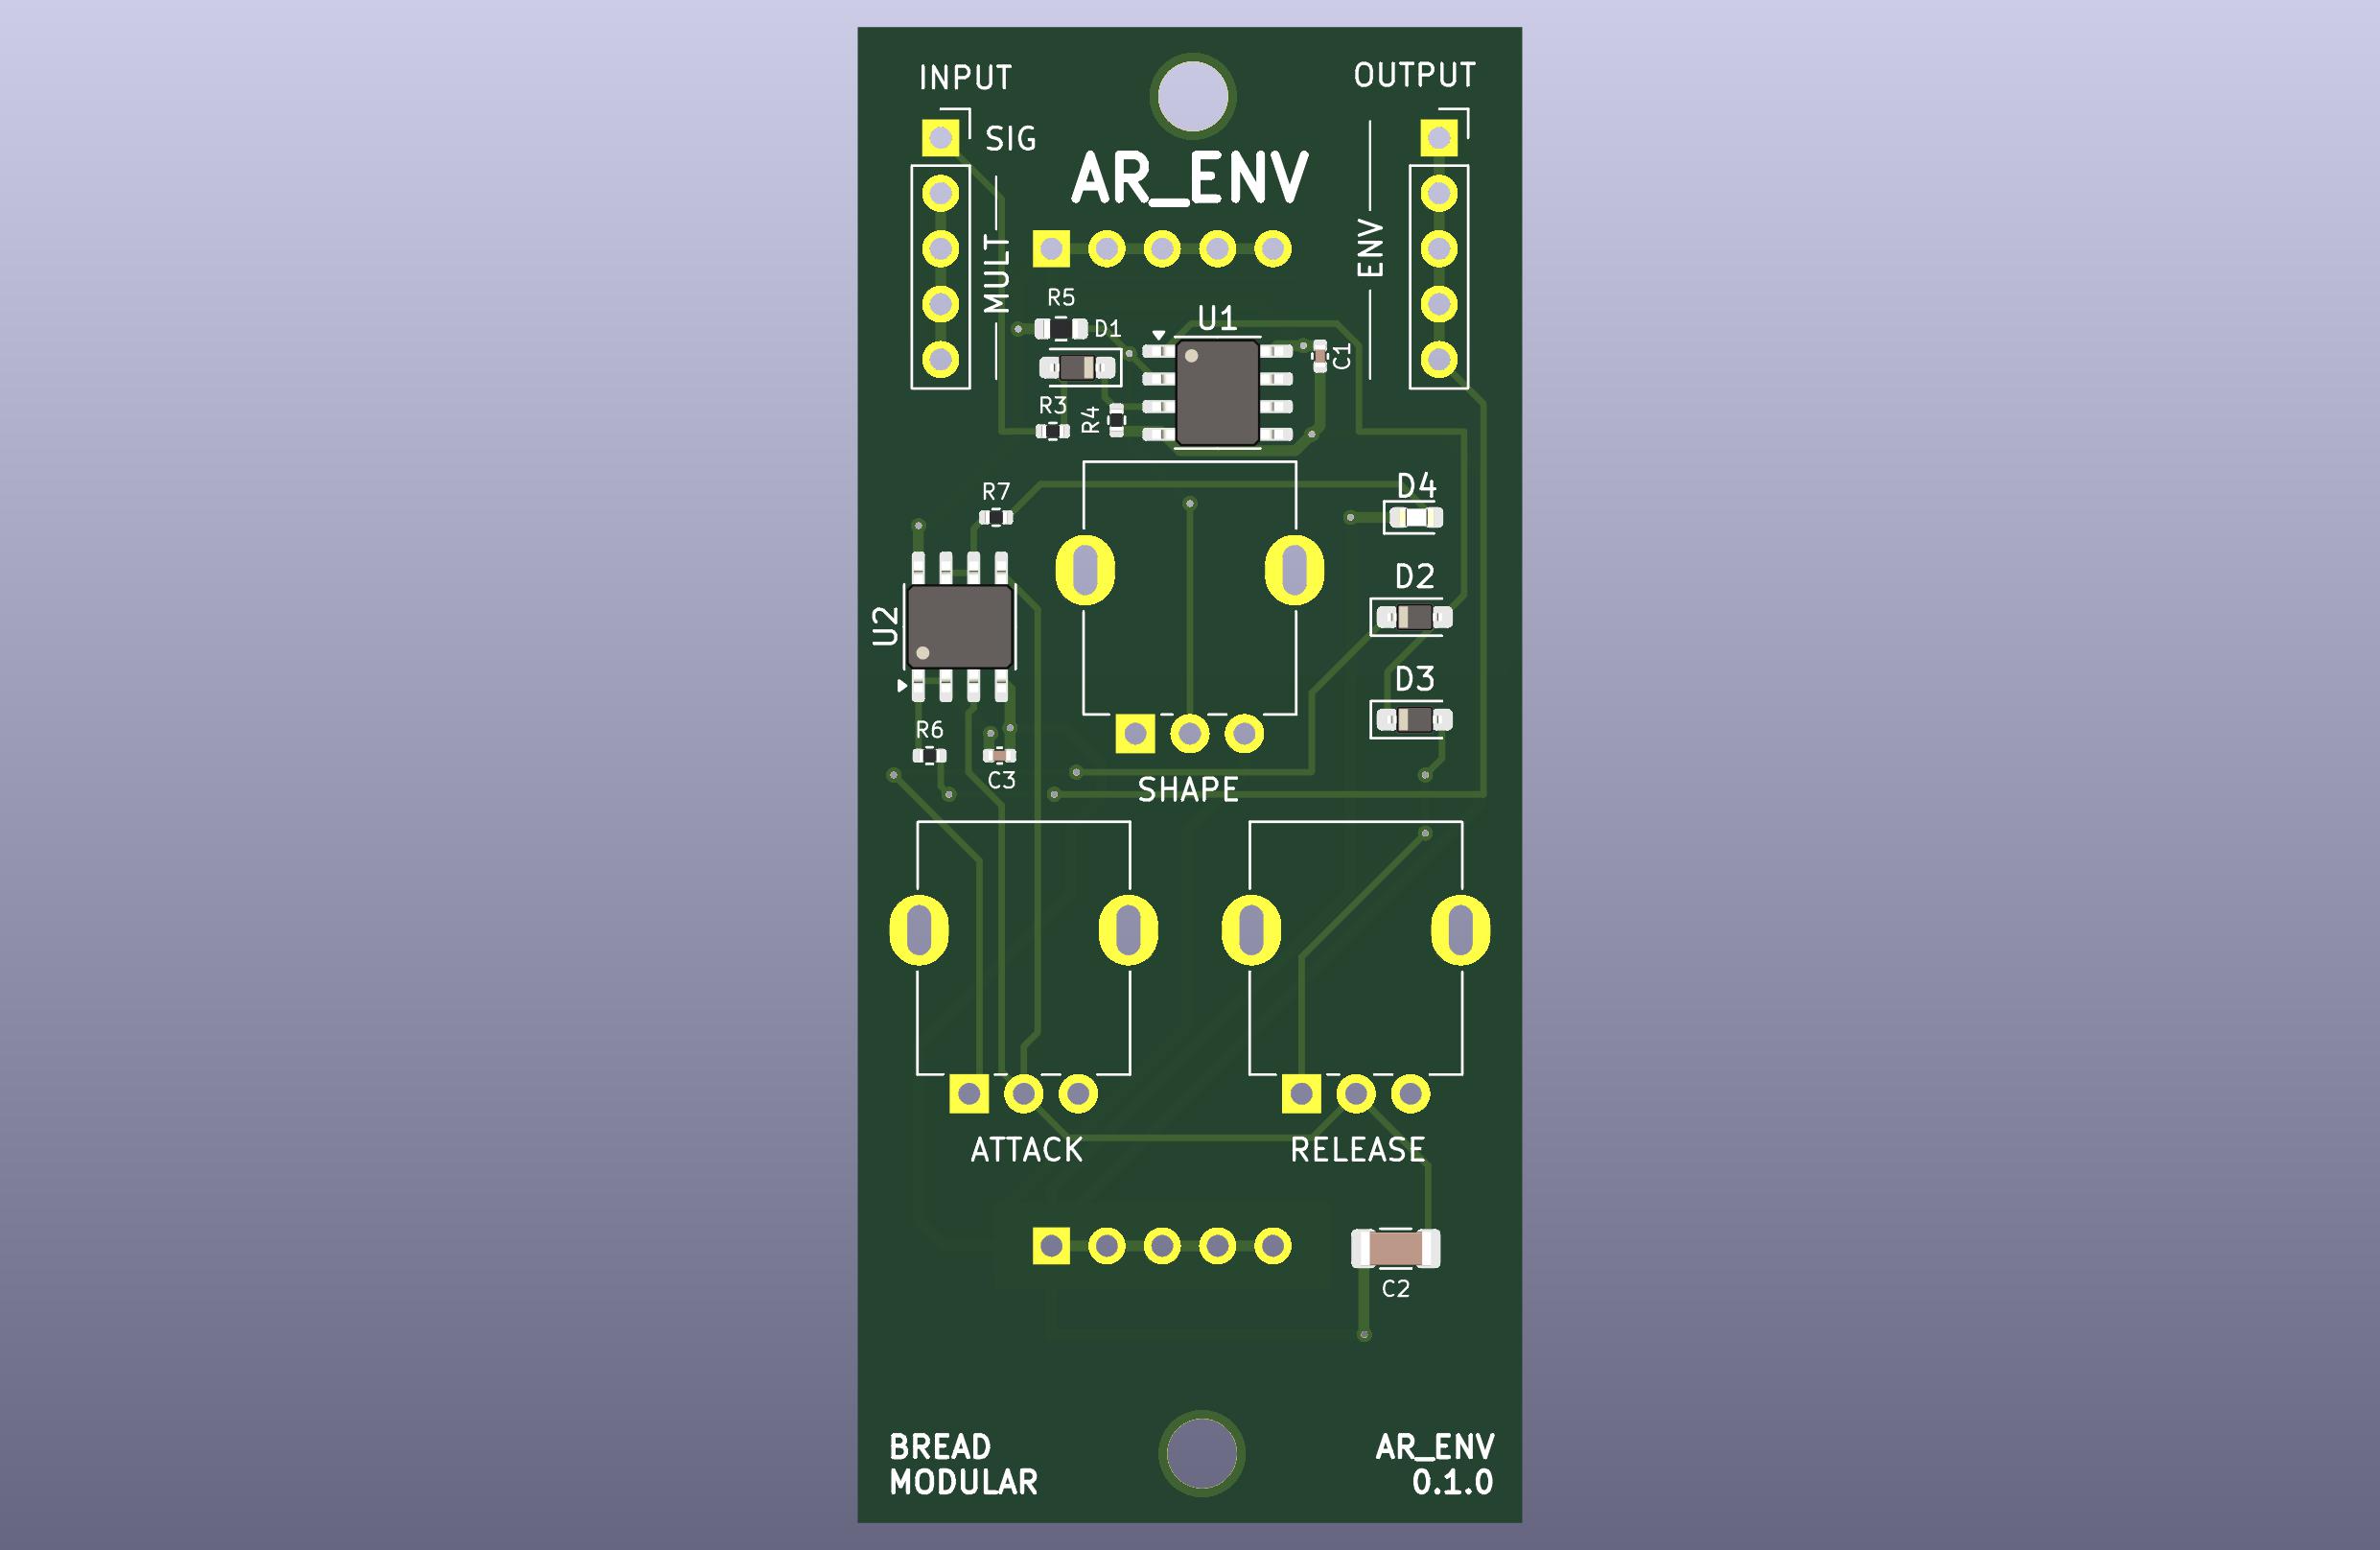 INPUT
OUTPUT
SIG
AR_ENV
MULT
ENV
R5
D1
U1
C1
R3
R4
D4
R7
D2
U2
D3
R6
C3
SHAPE
ATTACK
RELEASE
C2
BREAD
MODULAR
AR_ENV
0.1.0